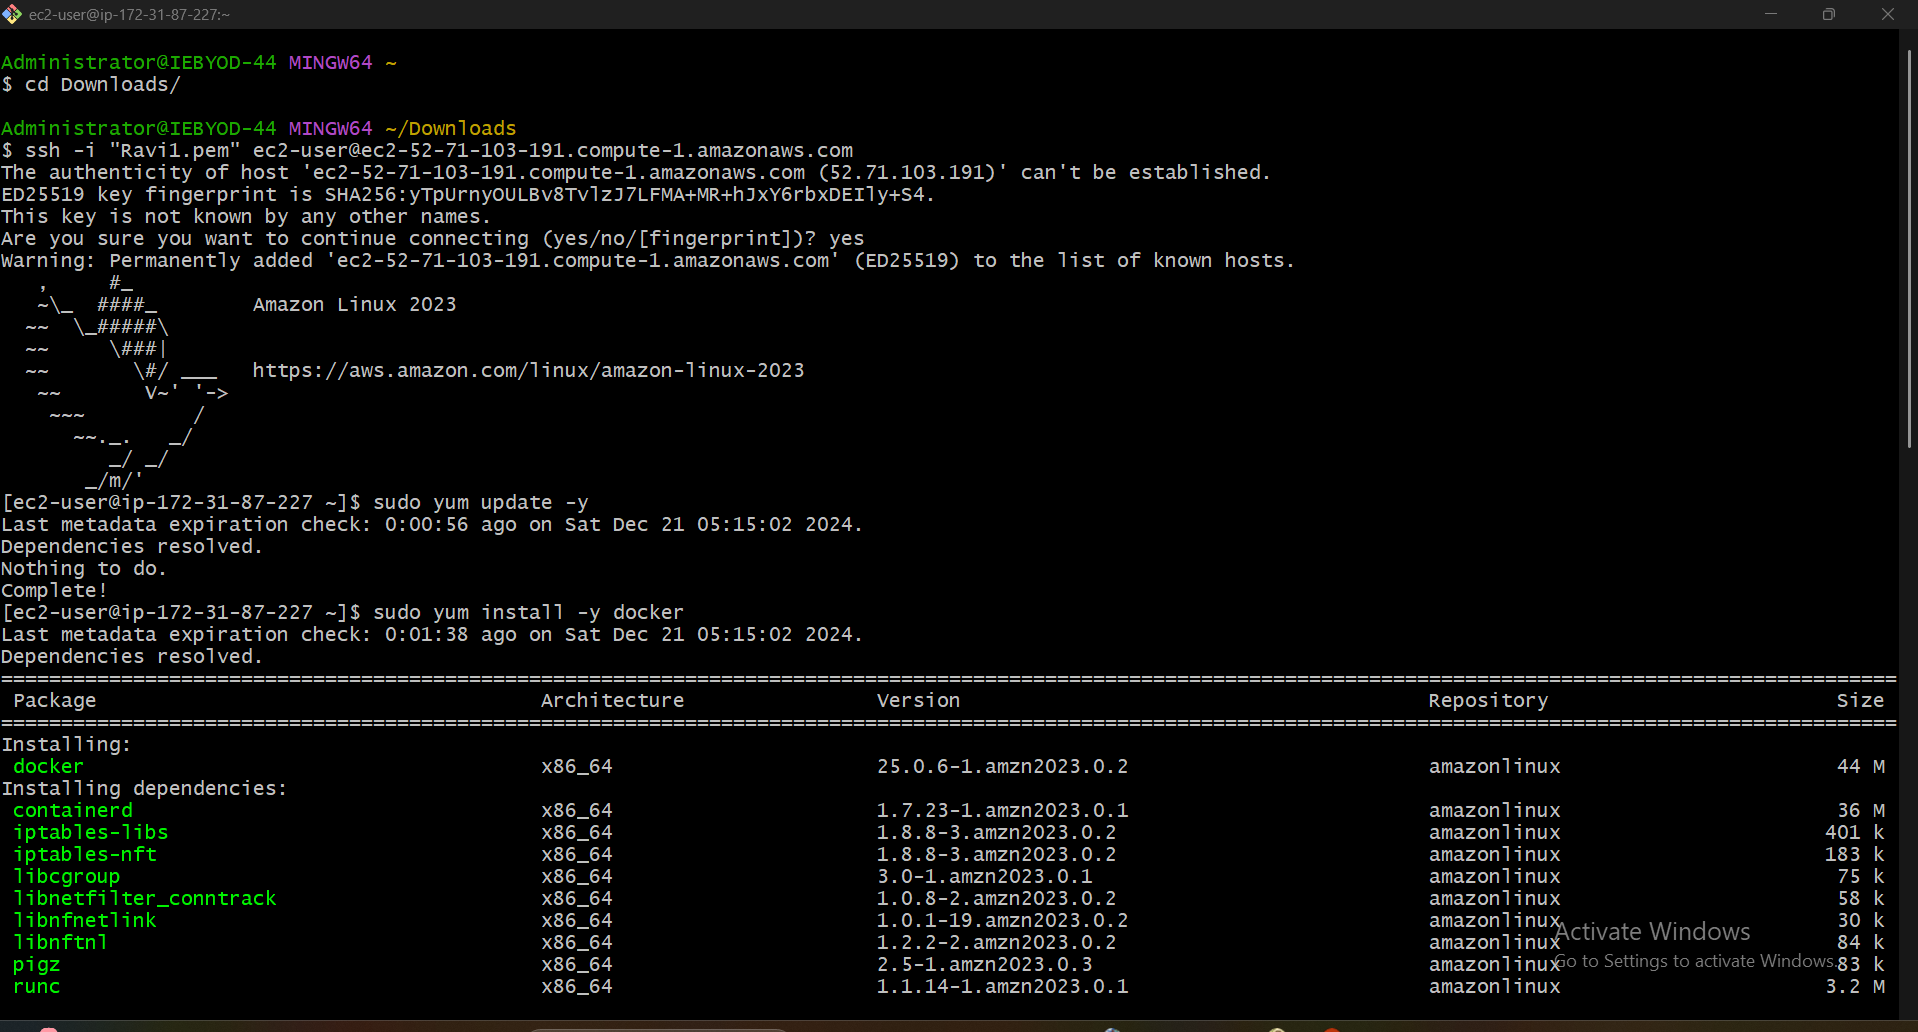 ec2-user@ip-172-31-87-227:~
Administrator@IEBYOD-44 MINGW64 ~
$ cd Downloads/
Administrator@IEBYOD-44 MINGW64 ~/Downloads
$ ssh -i "Ravi1.pem" ec2-user@ec2-52-71-103-191.compute-1.amazonaws.com
The authenticity of host 'ec2-52-71-103-191.compute-1.amazonaws.com (52.71.103.191)' can't be established.
ED25519 key fingerprint is SHA256:yTpUrnyOULBv8TvlzJ7LFMA+MR+hJxY6rbxDEIly+S4.
This key is not known by any other names.
Are you sure you want to continue connecting (yes/no/[fingerprint])? yes
Warning: Permanently added 'ec2-52-71-103-191.compute-1.amazonaws.com' (ED25519) to the list of known hosts.
   ,     #_
   ~\_  ####_        Amazon Linux 2023
  ~~  \_#####\
  ~~     \###|
  ~~       \#/ ___   https://aws.amazon.com/linux/amazon-linux-2023
   ~~       V~' '->
    ~~~         /
      ~~._.   _/
         _/ _/
       _/m/'
[ec2-user@ip-172-31-87-227 ~]$ sudo yum update -y
Last metadata expiration check: 0:00:56 ago on Sat Dec 21 05:15:02 2024.
Dependencies resolved.
Nothing to do.
Complete!
[ec2-user@ip-172-31-87-227 ~]$ sudo yum install -y docker
Last metadata expiration check: 0:01:38 ago on Sat Dec 21 05:15:02 2024.
Dependencies resolved.
Package Architecture Version Repository Size
Installing:
docker x86_64 25.0.6-1.amzn2023.0.2 amazonlinux 44 M
Installing dependencies:
containerd x86_64 1.7.23-1.amzn2023.0.1 amazonlinux 36 M
iptables-libs x86_64 1.8.8-3.amzn2023.0.2 amazonlinux 401 k
iptables-nft x86_64 1.8.8-3.amzn2023.0.2 amazonlinux 183 k
libcgroup x86_64 3.0-1.amzn2023.0.1 amazonlinux 75 k
libnetfilter_conntrack x86_64 1.0.8-2.amzn2023.0.2 amazonlinux 58 k
libnfnetlink x86_64 1.0.1-19.amzn2023.0.2 amazonlinux 30 k
libnftnl x86_64 1.2.2-2.amzn2023.0.2 amazonlinux 84 k
pigz x86_64 2.5-1.amzn2023.0.3 amazonlinux 83 k
runc x86_64 1.1.14-1.amzn2023.0.1 amazonlinux 3.2 M
Activate Windows
Go to Settings to activate Windows.